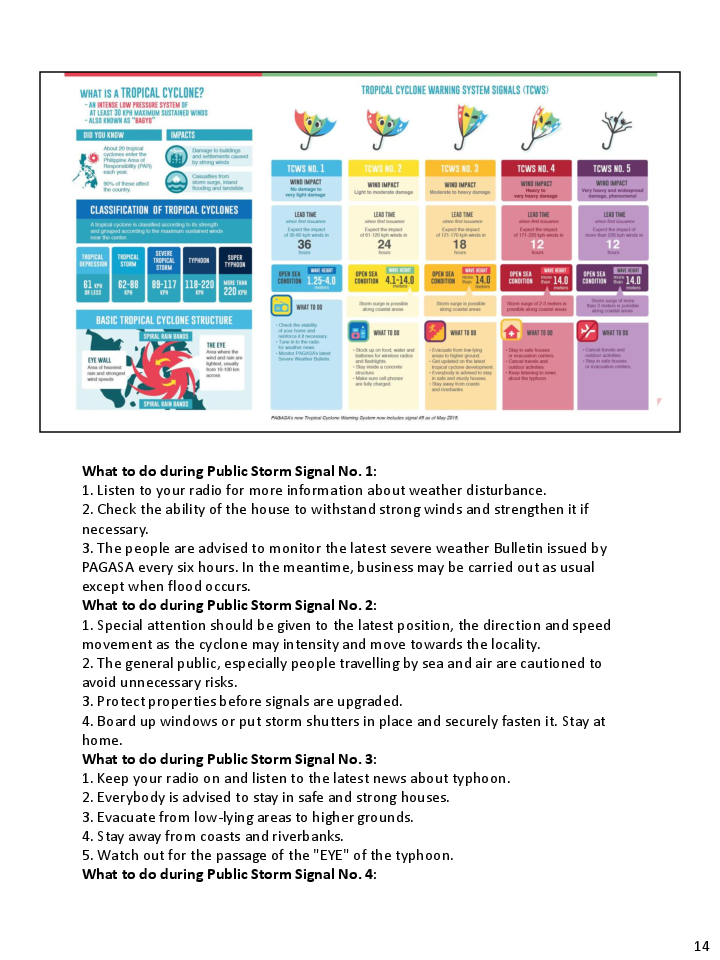 WHAT IS A TROPICAL CYCLONE?
- AN INTENSE LOW PRESSURE SYSTEM OF
AT LEAST 30 KPH MAXIMUM SUSTAINED WINDS
- ALSO KNOWN AS "BAGYO"
DID YOU KNOW
About 20 tropical
cyclones enter the
Philippine Area of
Responsibility (PAR)
each year.
90% of these affect
the country.
IMPACTS
Damage to buildings
and settlements caused
by strong winds
Casualties from
storm surge, inland
flooding and landslide
CLASSIFICATION OF TROPICAL CYCLONES
A tropical cyclone is classified according to its strength
and grouped according to the maximum sustained winds
near the center.
TROPICAL
DEPRESSION
61 KPH
OR LESS
TROPICAL
STORM
62-88
KPH
SEVERE
TROPICAL
STORM
89-117
KPH
TYPHOON
118-220
KPH
SUPER
TYPHOON
MORE THAN
220 KPH
BASIC TROPICAL CYCLONE STRUCTURE
SPIRAL RAIN BANDS
EYE WALL
Area of heaviest
rain and strongest
wind speeds
THE EYE
Area where the
wind and rain are
lightest, usually
from 10-100 km
across
SPIRAL RAIN BANDS
TROPICAL CYCLONE WARNING SYSTEM SIGNALS (TCWS)
TCWS NO. 1
WIND IMPACT
No damage to
very light damage
LEAD TIME
when first issuance
Expect the impact
of 30-60 kph winds in
36
hours
OPEN SEA
CONDITION
WAVE HEIGHT
1.25-4.0
meters
WHAT TO DO
• Check the stability
of your home and
reinforce it if necessary.
• Tune in to the radio
for weather news.
• Monitor PAGASA's latest
Severe Weather Bulletin.
TCWS NO. 2
WIND IMPACT
Light to moderate damage
LEAD TIME
when first issuance
Expect the impact
of 61-120 kph winds in
24
hours
OPEN SEA
CONDITION
WAVE HEIGHT
4.1-14.0
meters
Storm surge is possible
along coastal areas
WHAT TO DO
• Stock up on food, water and
batteries for wireless radios
and flashlights.
• Stay inside a concrete
structure.
• Make sure cell phones
are fully charged.
TCWS NO. 3
WIND IMPACT
Moderate to heavy damage
LEAD TIME
when first issuance
Expect the impact
of 121-170 kph winds in
18
hours
OPEN SEA
CONDITION
WAVE HEIGHT
more than 14.0
meters
Storm surge is possible
along coastal areas
WHAT TO DO
• Evacuate from low-lying
areas to higher ground.
• Get updated on the latest
tropical cyclone development.
• Everybody is advised to stay
in safe and sturdy houses.
• Stay away from coasts
and riverbanks.
TCWS NO. 4
WIND IMPACT
Heavy to
very heavy damage
LEAD TIME
when first issuance
Expect the impact of
171-220 kph winds in
12
hours
OPEN SEA
CONDITION
WAVE HEIGHT
more than 14.0
meters
Storm surge of 2-3 meters is
possible along coastal areas
WHAT TO DO
• Stay in safe houses
or evacuation centers.
• Cancel travels and
outdoor activities.
• Keep listening to news
about the typhoon.
TCWS NO. 5
WIND IMPACT
Very heavy and widespread
damage, phenomenal
LEAD TIME
when first issuance
Expect the impact of
more than 220 kph winds in
12
hours
OPEN SEA
CONDITION
WAVE HEIGHT
more than 14.0
meters
Storm surge of more
than 3 meters is possible
along coastal areas
WHAT TO DO
• Cancel travels and
outdoor activities.
• Stay in safe houses
or evacuation centers.
PAGASA's new Tropical Cyclone Warning System now includes signal #5 as of May 2015.
What to do during Public Storm Signal No. 1:
1. Listen to your radio for more information about weather disturbance.
2. Check the ability of the house to withstand strong winds and strengthen it if
necessary.
3. The people are advised to monitor the latest severe weather Bulletin issued by
PAGASA every six hours. In the meantime, business may be carried out as usual
except when flood occurs.
What to do during Public Storm Signal No. 2:
1. Special attention should be given to the latest position, the direction and speed
movement as the cyclone may intensity and move towards the locality.
2. The general public, especially people travelling by sea and air are cautioned to
avoid unnecessary risks.
3. Protect properties before signals are upgraded.
4. Board up windows or put storm shutters in place and securely fasten it. Stay at
home.
What to do during Public Storm Signal No. 3:
1. Keep your radio on and listen to the latest news about typhoon.
2. Everybody is advised to stay in safe and strong houses.
3. Evacuate from low-lying areas to higher grounds.
4. Stay away from coasts and riverbanks.
5. Watch out for the passage of the "EYE" of the typhoon.
What to do during Public Storm Signal No. 4:
14